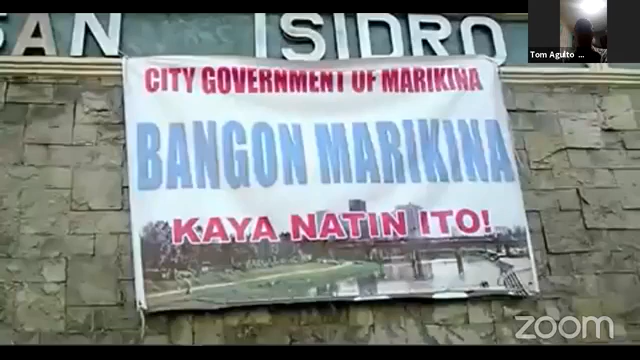 SAN ISIDRO
CITY GOVERNMENT OF MARIKINA
BANGON MARIKINA
KAYA NATIN ITO!
Tom Agulto ...
zoom